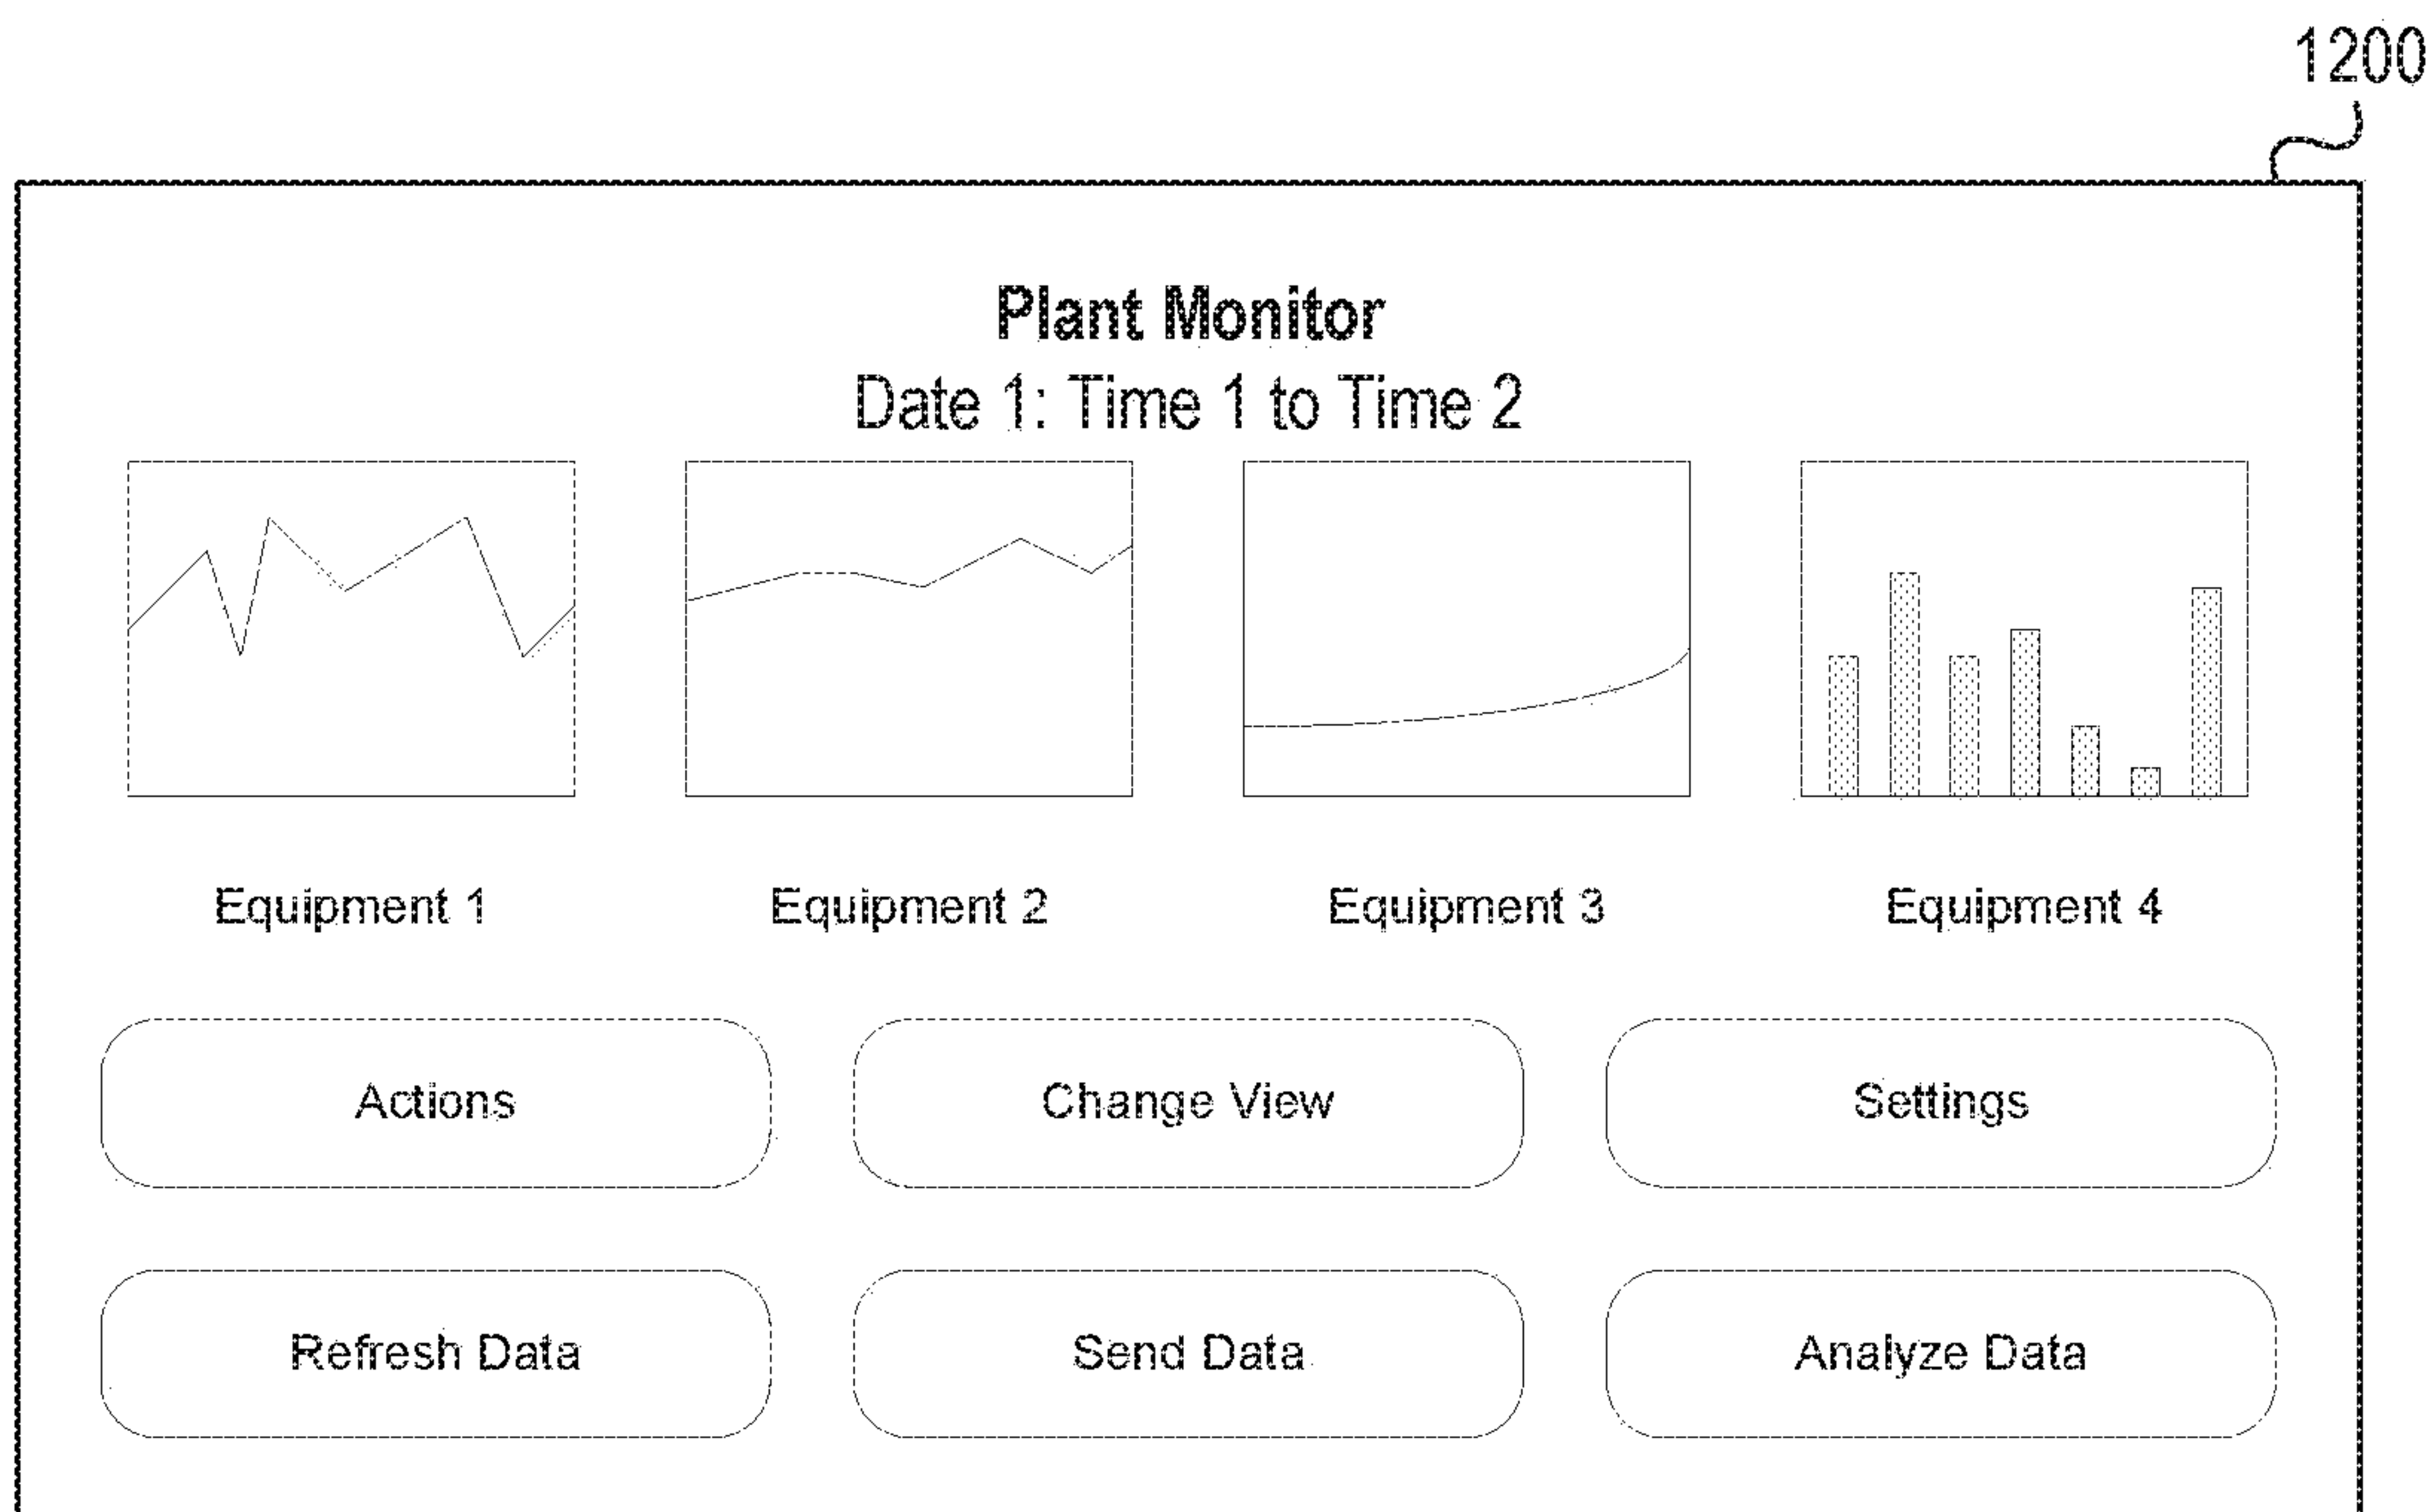 1200
Plant Monitor
Date 1: Time 1 to Time 2
Equipment 1
Equipment 2
Equipment 3
Equipment 4
Actions
Change View
Settings
Refresh Data
Send Data
Analyze Data